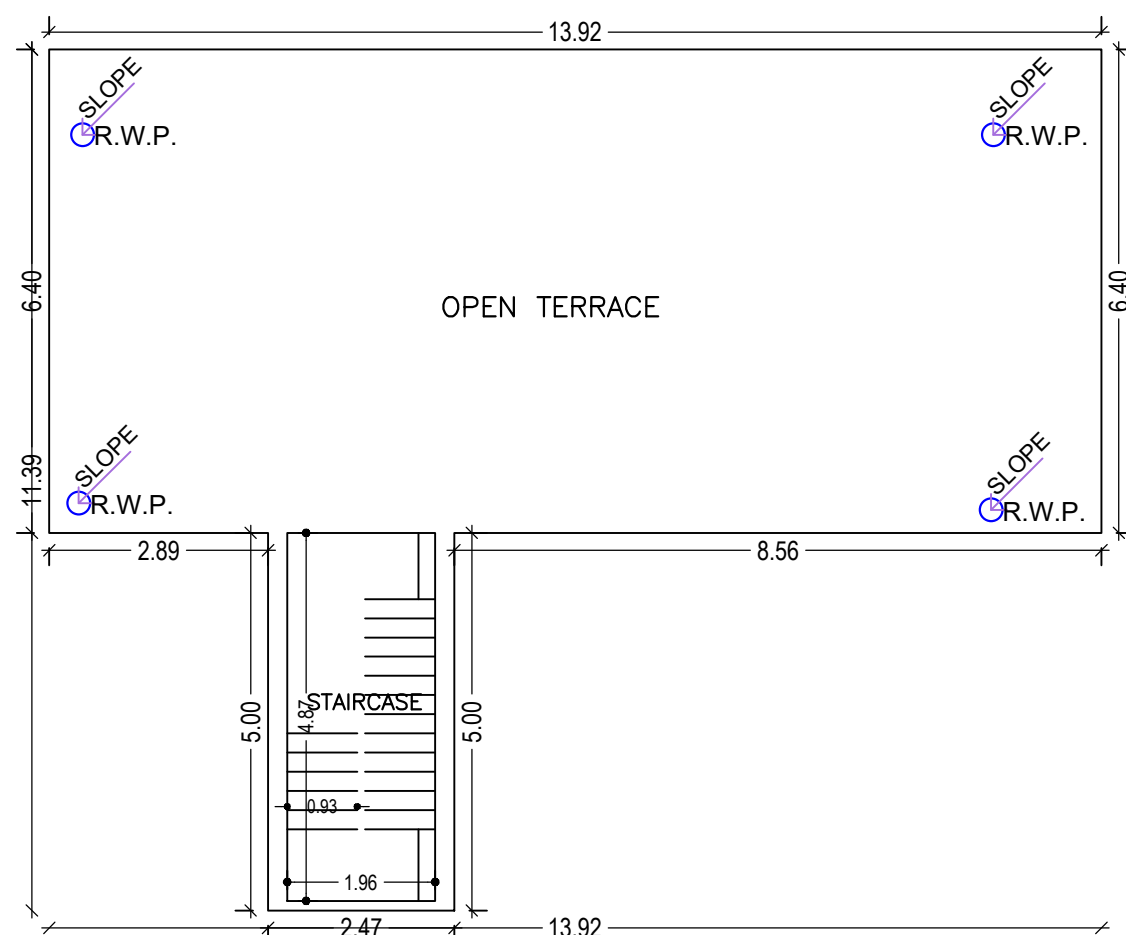 13.92
SLOPE
R.W.P.
SLOPE
R.W.P.
6.40
OPEN TERRACE
6.40
SLOPE
R.W.P.
SLOPE
R.W.P.
11.39
2.89
8.56
5.00
4.87
STAIRCASE
5.00
0.93
1.96
2.47
13.92